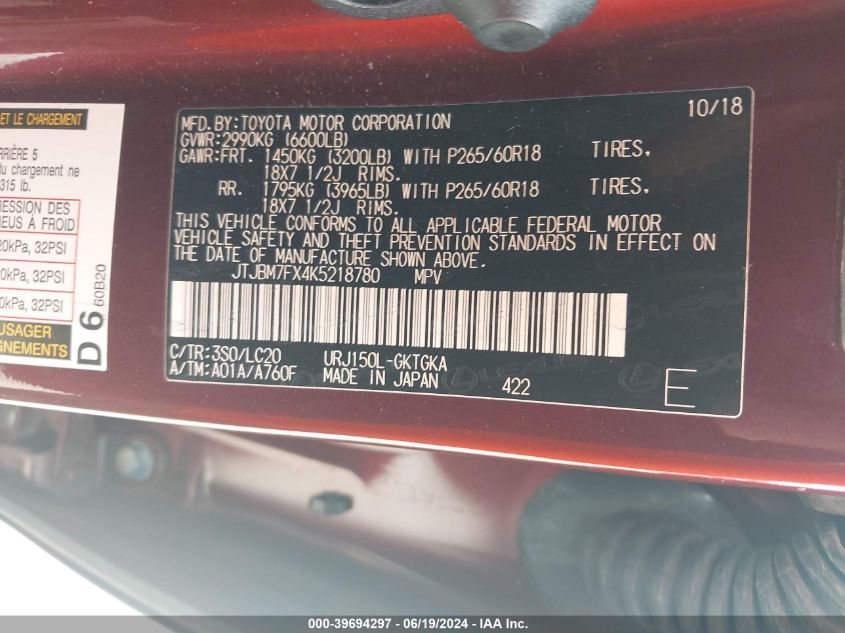 ET LE CHARGEMENT
RRIÈRE 5
du chargement ne
315 lb.
RESSION DES
NEUS À FROID
20kPa, 32PSI
0kPa, 32PSI
0kPa, 32PSI
USAGER
GNEMENTS
D6
60B20
10/18
MFD.BY:TOYOTA MOTOR CORPORATION
GVWR:2990KG (6600LB)
GAWR:FRT. 1450KG (3200LB) WITH P265/60R18 TIRES,
18X7 1/2J RIMS.
RR. 1795KG (3965LB) WITH P265/60R18 TIRES,
18X7 1/2J RIMS.
THIS VEHICLE CONFORMS TO ALL APPLICABLE FEDERAL MOTOR
VEHICLE SAFETY AND THEFT PREVENTION STANDARDS IN EFFECT ON
THE DATE OF MANUFACTURE SHOWN ABOVE.
JTJBM7FX4K5218780 MPV
C/TR:3S0/LC20 URJ150L-GKTGKA
A/TM:A01A/A760F MADE IN JAPAN 422
E
000-39694297 - 06/19/2024 - IAA Inc.